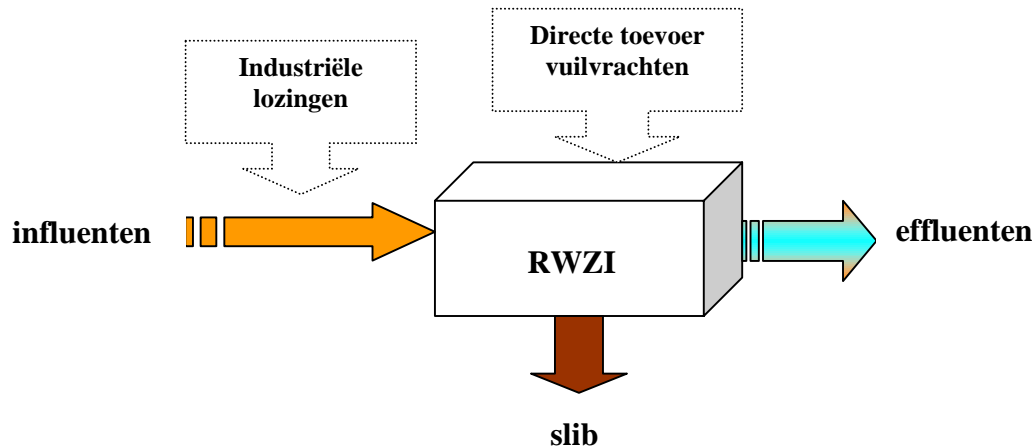 Industriële
lozingen
Directe toevoer
vuilvrachten
influenten
RWZI
effluenten
slib